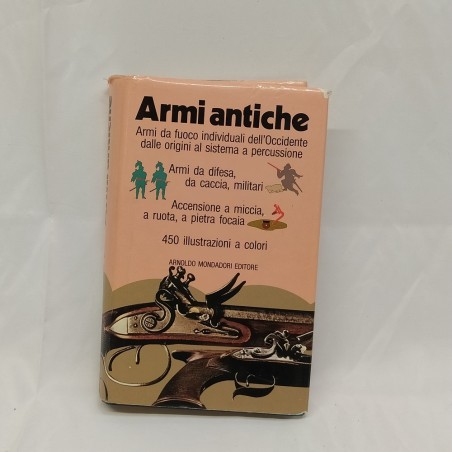 Armi antiche
Armi da fuoco individuali dell'Occidente
dalle origini al sistema a percussione
Armi da difesa,
da caccia, militari
Accensione a miccia,
a ruota, a pietra focaia
450 illustrazioni a colori
ARNOLDO MONDADORI EDITORE